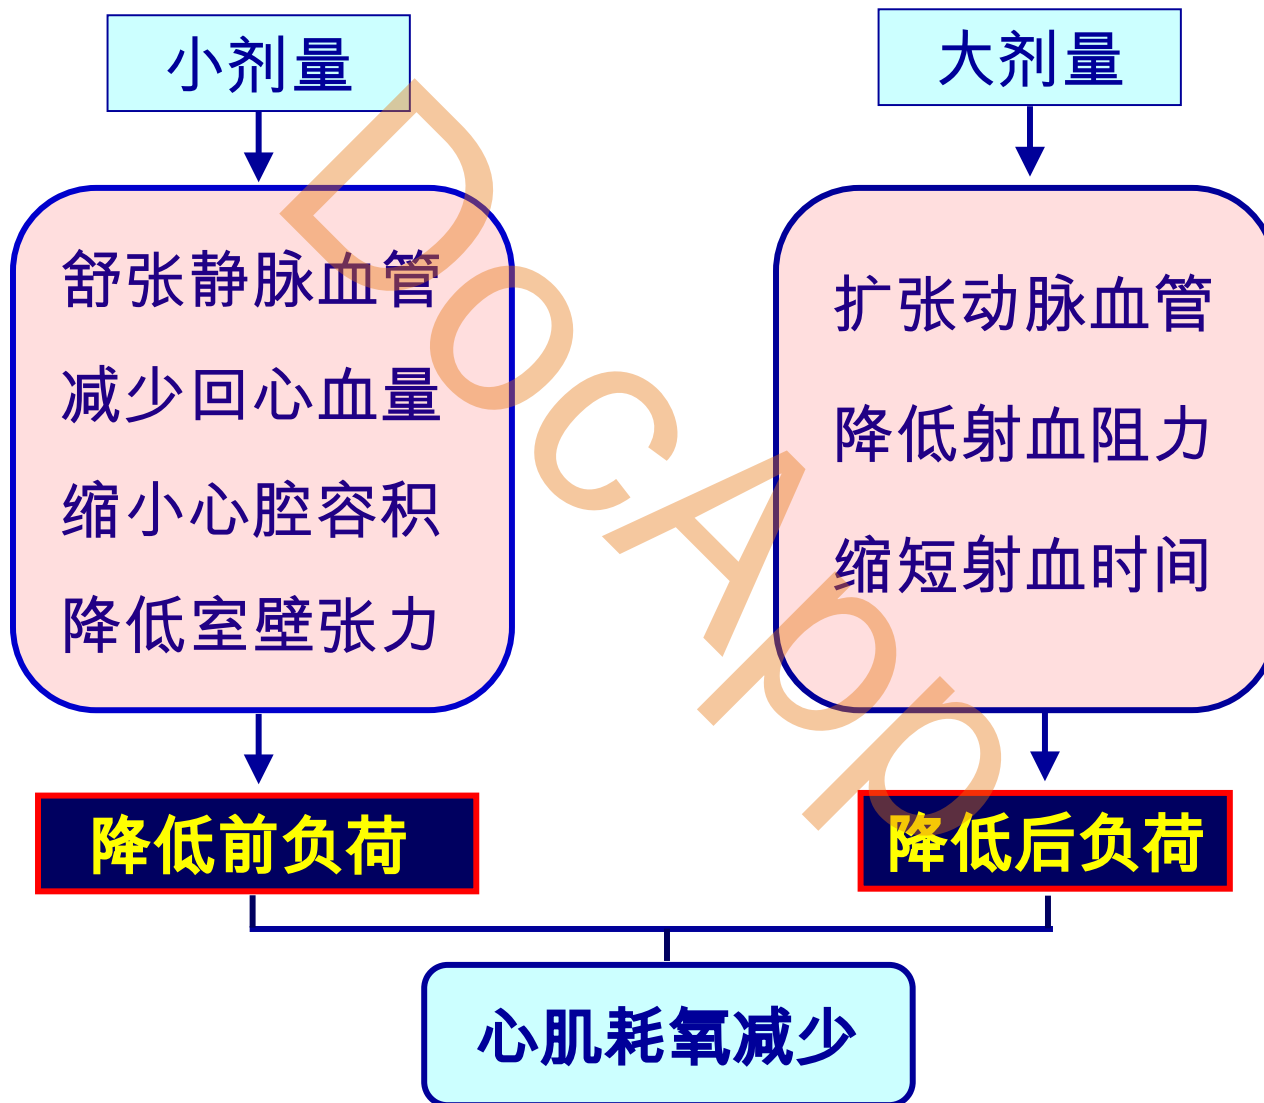 小剂量
舒张静脉血管
减少回心血量
缩小心腔容积
降低室壁张力
降低前负荷
大剂量
扩张动脉血管
降低射血阻力
缩短射血时间
降低后负荷
心肌耗氧减少
DocApp